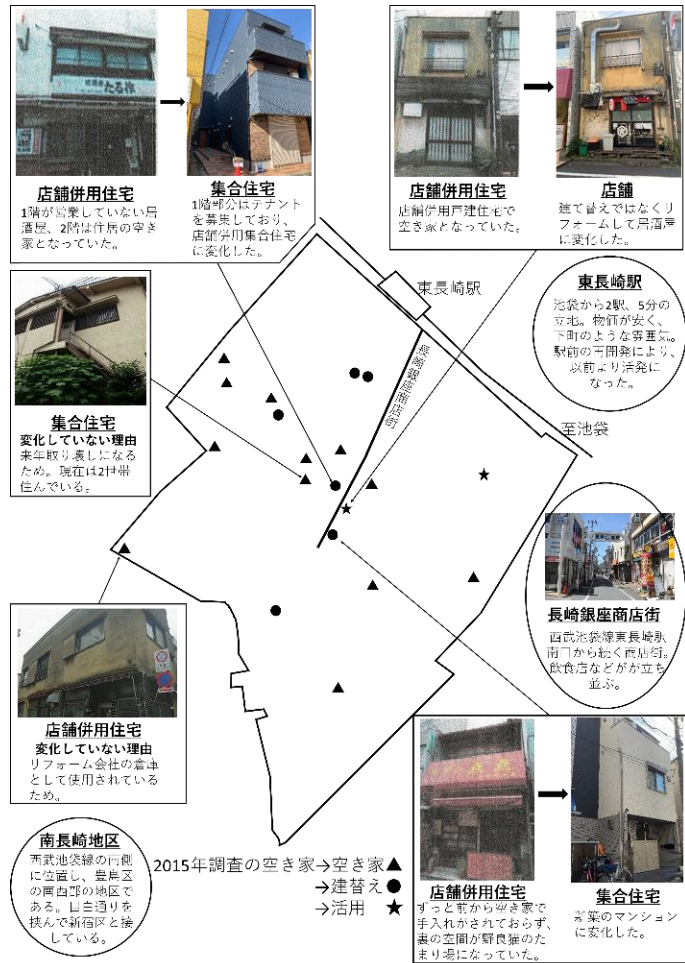 たる作
店舗併用住宅
1階が営業していない居
酒屋、2階は住居の空き
家となっていた。
集合住宅
1階部分はテナント
を募集しており、
店舗併用集合住宅
に変化した。
店舗併用住宅
店舗併用戸建住宅で
空き家となっていた。
店舗
建て替えではなくリ
フォームして居酒屋
に変化した。
東長崎駅
東長崎駅
池袋から2駅、5分の
立地。物価が安く、
下町のような雰囲気。
駅前の再開発により、
以前より活発に
なった。
長崎銀座商店街
至池袋
集合住宅
変化していない理由
来年取り壊しになる
ため。現在は2世帯
住んでいる。
長崎銀座商店街
西武池袋線東長崎駅
南口から続く商店街。
飲食店などがが立ち
並ぶ。
店舗併用住宅
変化していない理由
リフォーム会社の倉庫
として使用されている
ため。
南長崎地区
西武池袋線の南側
に位置し、豊島区
の南西部の地区で
ある。目白通りを
挟んで新宿区と接
している。
2015年調査の空き家→空き家▲
→建替え●
→活用 ★
店舗併用住宅
ずっと前から空き家で
手入れがされておらず、
裏の空間が野良猫のた
まり場になっていた。
集合住宅
新築のマンション
に変化した。